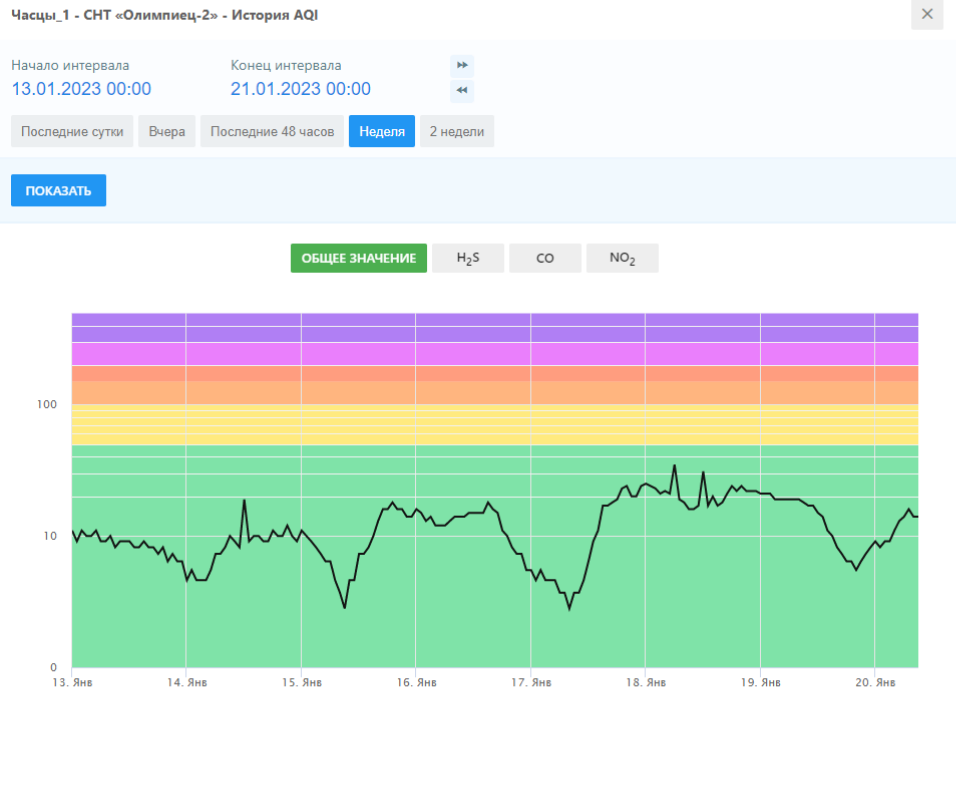 Часцы_1 - СНТ «Олимпиец-2» - История AQI
Начало интервала
Конец интервала
13.01.2023 00:00
21.01.2023 00:00
Последние сутки
Вчера
Последние 48 часов
Неделя
2 недели
ПОКАЗАТЬ
ОБЩЕЕ ЗНАЧЕНИЕ
H₂S
CO
NO₂
100
10
0
13. Янв
14. Янв
15. Янв
16. Янв
17. Янв
18. Янв
19. Янв
20. Янв